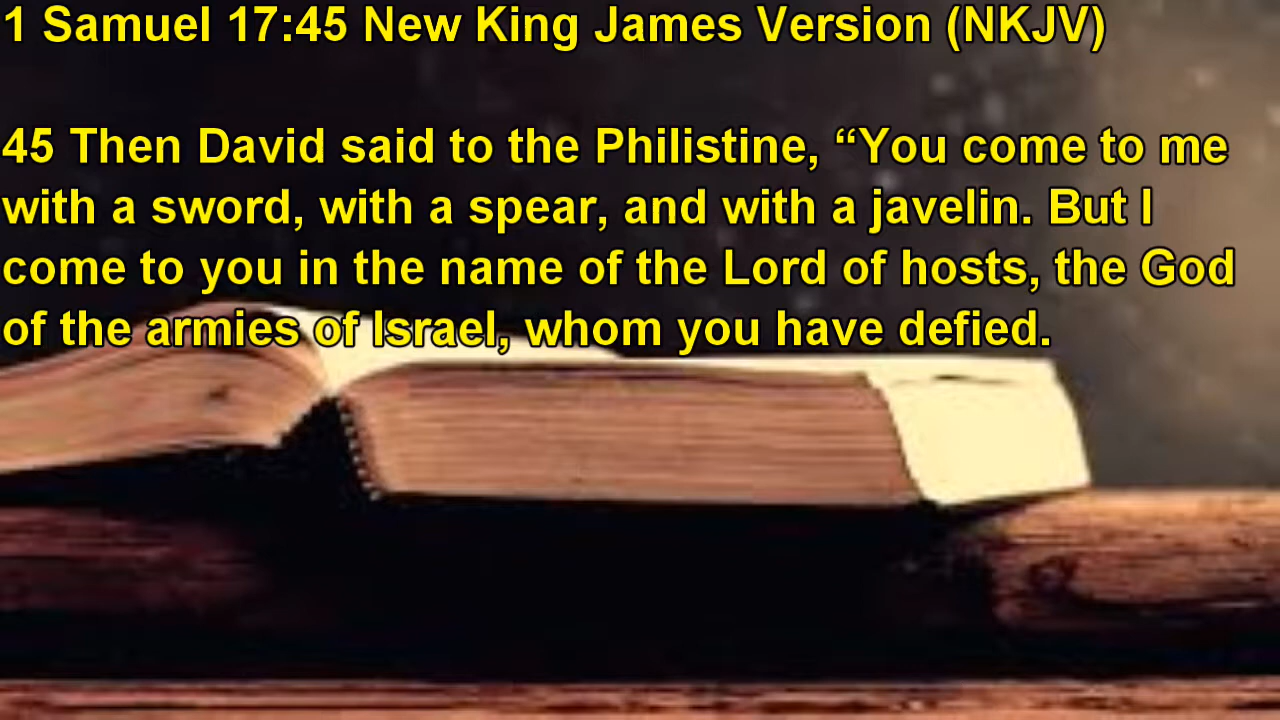 1 Samuel 17:45 New King James Version (NKJV)
45 Then David said to the Philistine, “You come to me
with a sword, with a spear, and with a javelin. But I
come to you in the name of the Lord of hosts, the God
of the armies of Israel, whom you have defied.